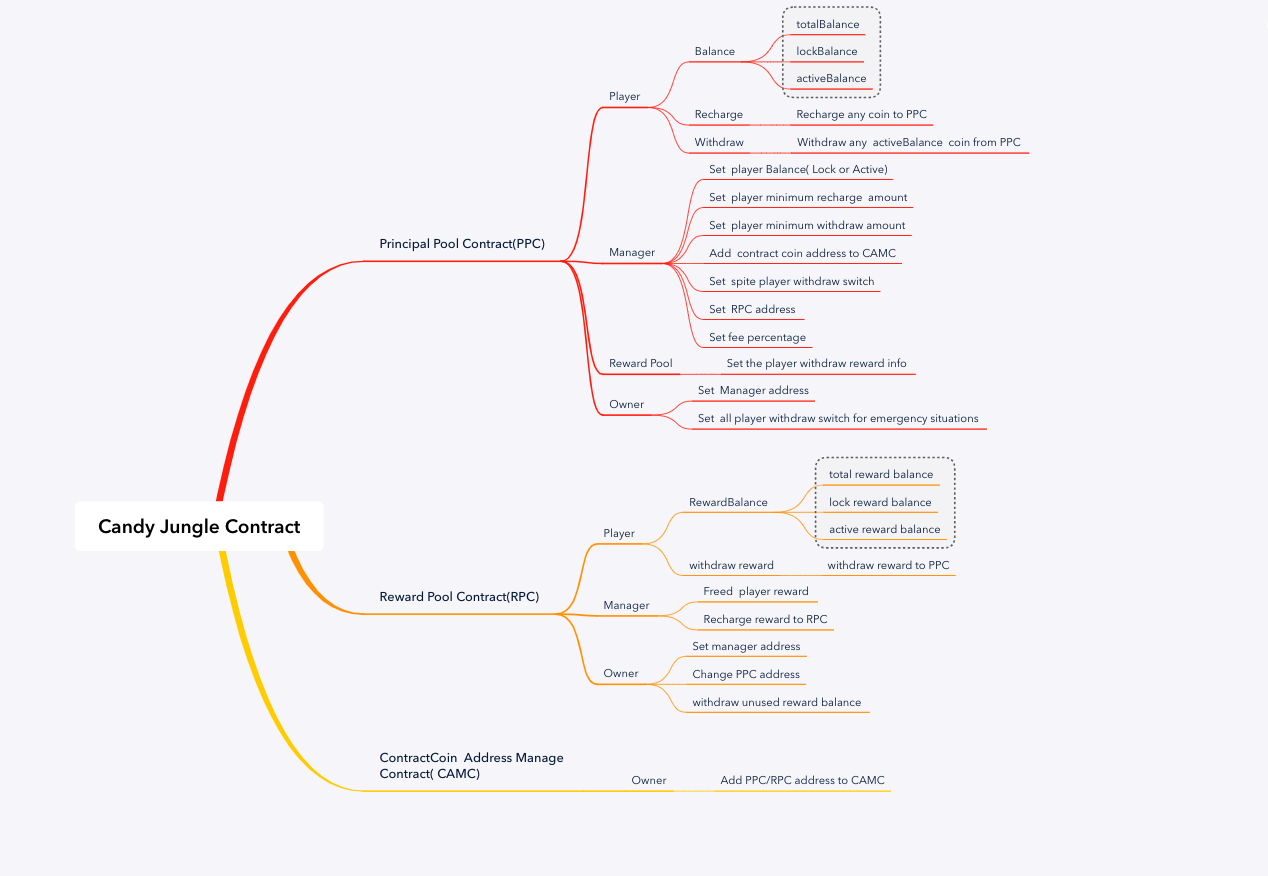 totalBalance
Balance
lockBalance
activeBalance
Player
Recharge
Recharge any coin to PPC
Withdraw
Withdraw any activeBalance coin from PPC
Set player Balance( Lock or Active)
Set player minimum recharge amount
Set player minimum withdraw amount
Principal Pool Contract(PPC)
Manager
Add contract coin address to CAMC
Set spite player withdraw switch
Set RPC address
Set fee percentage
Reward Pool
Set the player withdraw reward info
Set Manager address
Owner
Set all player withdraw switch for emergency situations
total reward balance
RewardBalance
lock reward balance
active reward balance
Candy Jungle Contract
Player
withdraw reward
withdraw reward to PPC
Freed player reward
Reward Pool Contract(RPC)
Manager
Recharge reward to RPC
Set manager address
Owner
Change PPC address
withdraw unused reward balance
ContractCoin Address Manage
Contract( CAMC)
Owner
Add PPC/RPC address to CAMC